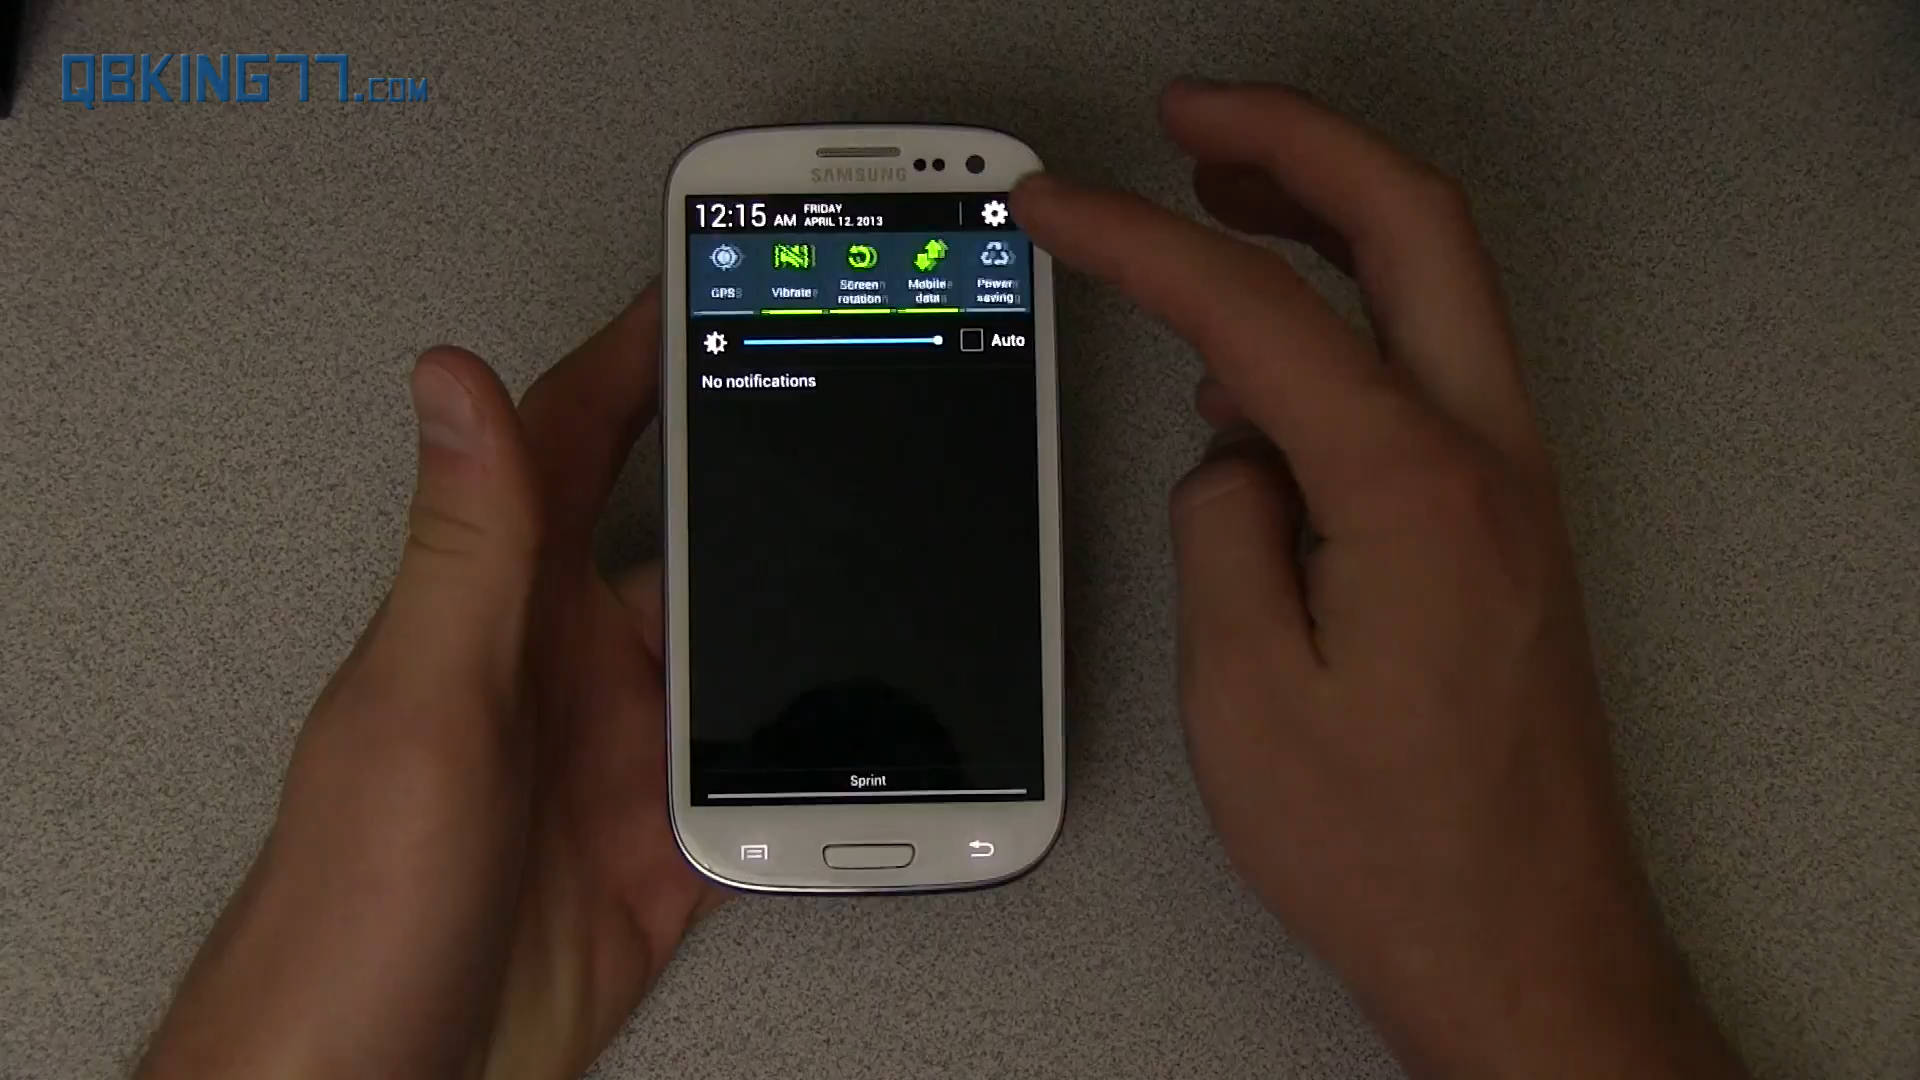 QBKING77.COM
SAMSUNG
12:15 AM
FRIDAY
APRIL 12. 2013
GPS
Vibrate
Screen
rotation
Mobile
data
Power
saving
Auto
No notifications
Sprint